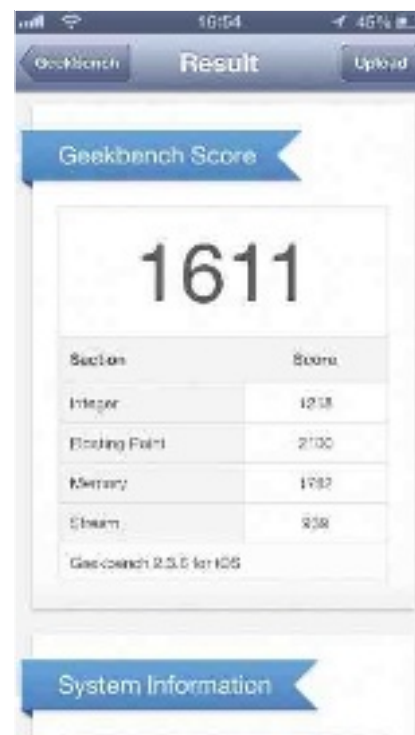 16:54 45%
Geekbench Result Upload
Geekbench Score
1611
Section Score
Integer
Floating Point 2100
Memory
Stream
Geekbench 2.3.6 for iOS
System Information